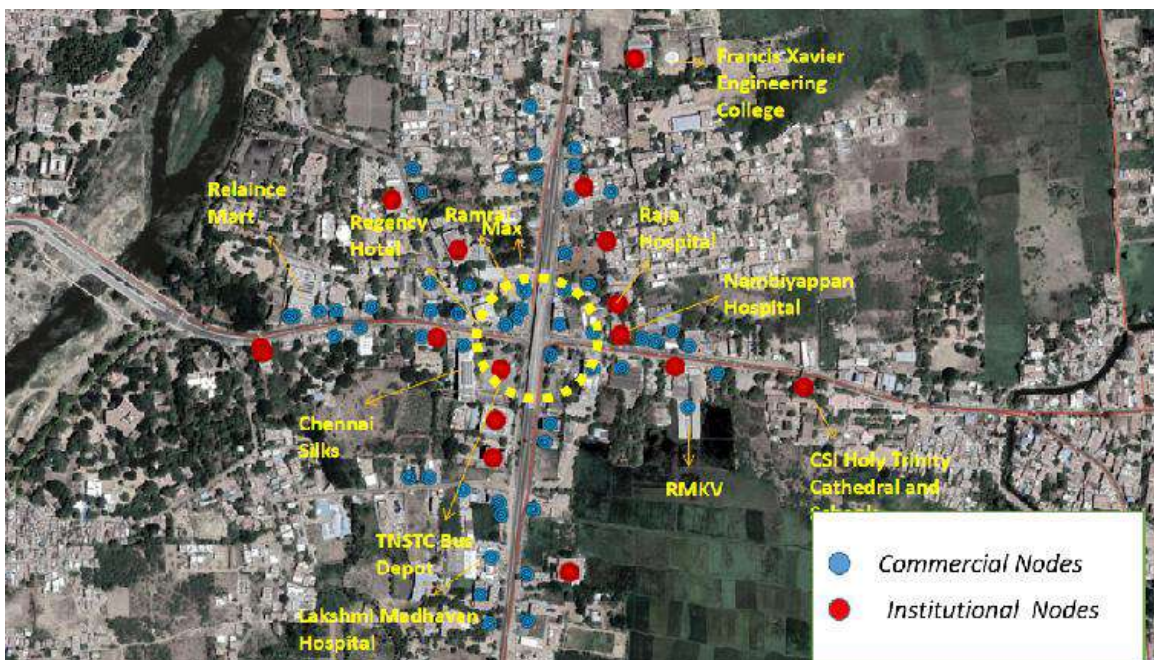 Francis Xavier
Engineering
College
Relaince
Mart
Regency
Hotel
Ramraj
Max
Raja
Hospital
Nambiyappan
Hospital
Chennai
Silks
RMKV
CSI Holy Trinity
Cathedral and
Schools
TNSTC Bus
Depot
Lakshmi Madhavan
Hospital
Commercial Nodes
Institutional Nodes